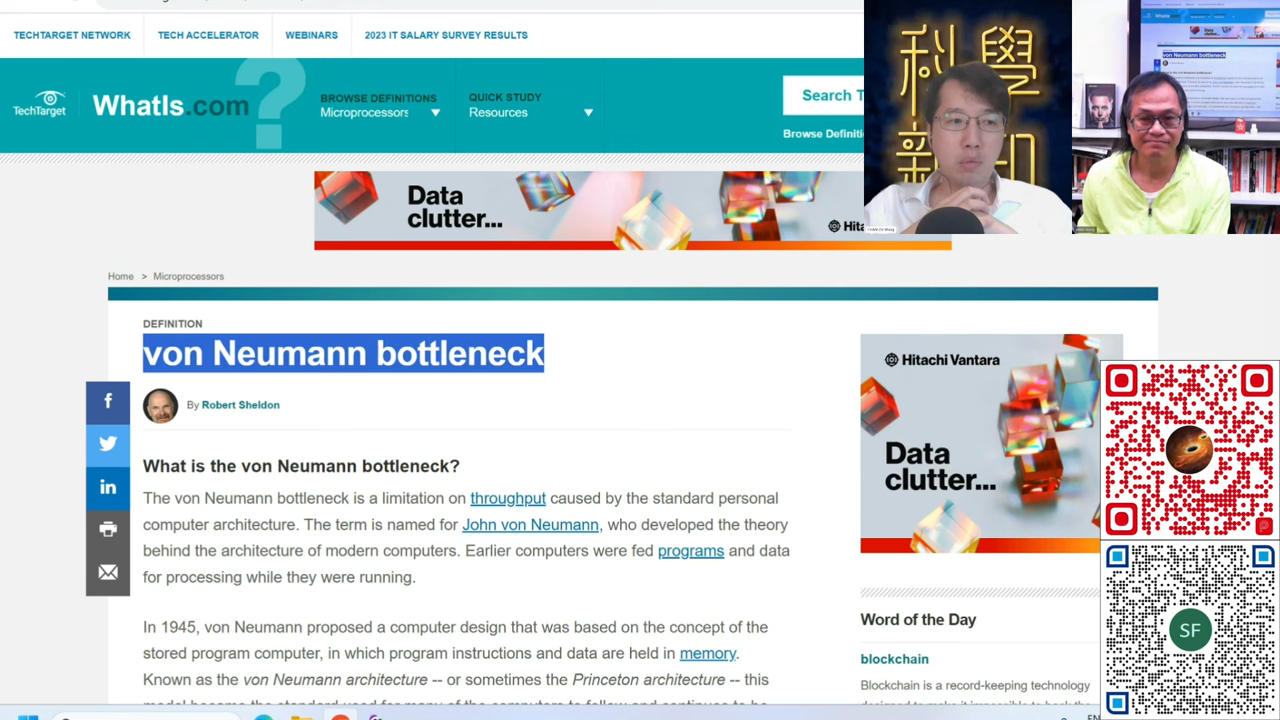 TECHTARGET NETWORK
TECH ACCELERATOR
WEBINARS
2023 IT SALARY SURVEY RESULTS
TechTarget
WhatIs.com
?
BROWSE DEFINITIONS
Microprocessors
QUICK STUDY
Resources
Search T
Browse Definiti
Data
clutter...
Hita
科學
新知
Home > Microprocessors
DEFINITION
von Neumann bottleneck
By Robert Sheldon
What is the von Neumann bottleneck?
The von Neumann bottleneck is a limitation on throughput caused by the standard personal
computer architecture. The term is named for John von Neumann, who developed the theory
behind the architecture of modern computers. Earlier computers were fed programs and data
for processing while they were running.
In 1945, von Neumann proposed a computer design that was based on the concept of the
stored program computer, in which program instructions and data are held in memory.
Known as the von Neumann architecture -- or sometimes the Princeton architecture -- this
Hitachi Vantara
Data
clutter...
Word of the Day
blockchain
Blockchain is a record-keeping technology
SF
EN